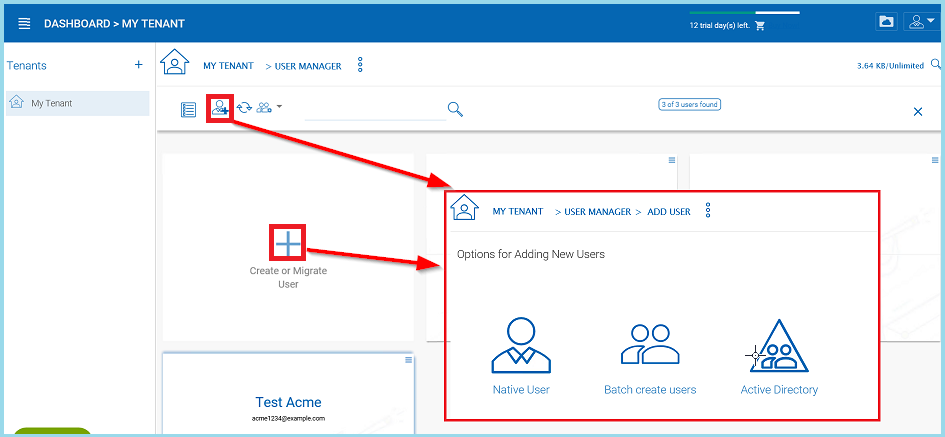 DASHBOARD > MY TENANT
12 trial day(s) left.
Tenants +
My Tenant
MY TENANT > USER MANAGER
3.64 KB/Unlimited
3 of 3 users found
Create or Migrate
User
MY TENANT > USER MANAGER > ADD USER
Options for Adding New Users
Native User
Batch create users
Active Directory
Test Acme
acme1234@example.com